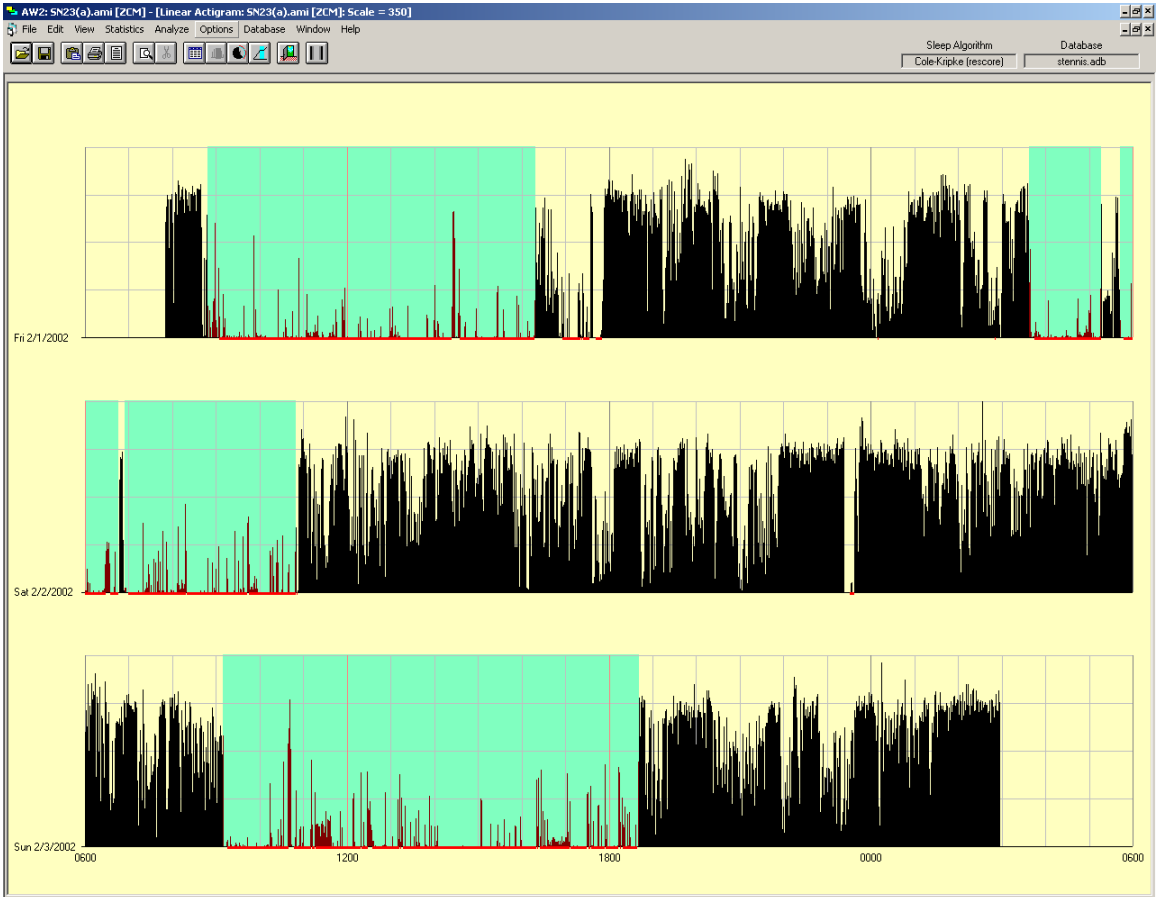 AW2: SN23(a).ami [ZCM] - [Linear Actigram: SN23(a).ami [ZCM]: Scale = 350]
File Edit View Statistics Analyze Options Database Window Help
Sleep Algorithm Database
Cole-Kripke (rescore) stennis.adb
Fri 2/1/2002
Sat 2/2/2002
Sun 2/3/2002
0600 1200 1800 0000 0600